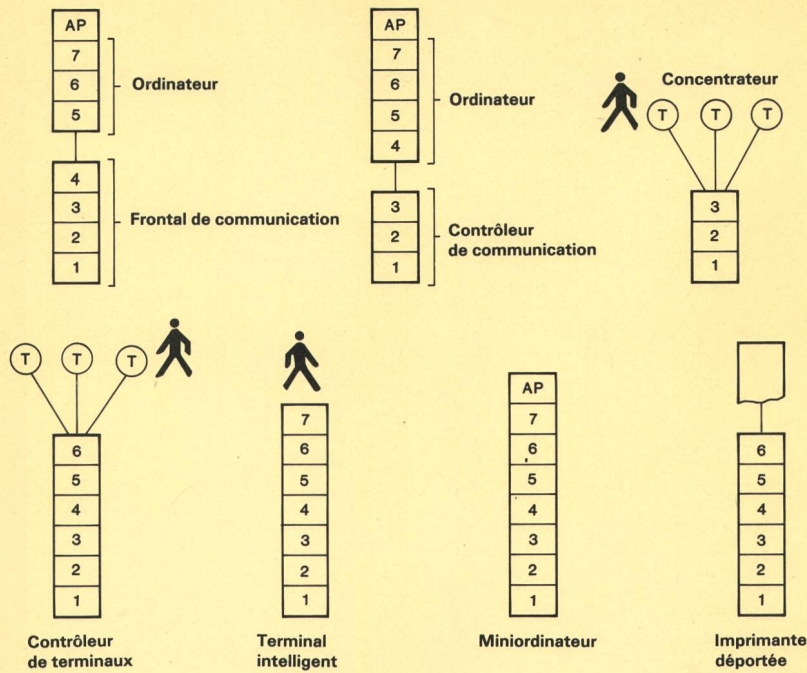 AP
7
6
5
Ordinateur
4
3
2
1
Frontal de communication
AP
7
6
5
4
Ordinateur
3
2
1
Contrôleur
de communication
Concentrateur
T T T
3
2
1
T T T
6
5
4
3
2
1
Contrôleur
de terminaux
7
6
5
4
3
2
1
Terminal
intelligent
AP
7
6
5
4
3
2
1
Miniordinateur
6
5
4
3
2
1
Imprimante
déportée